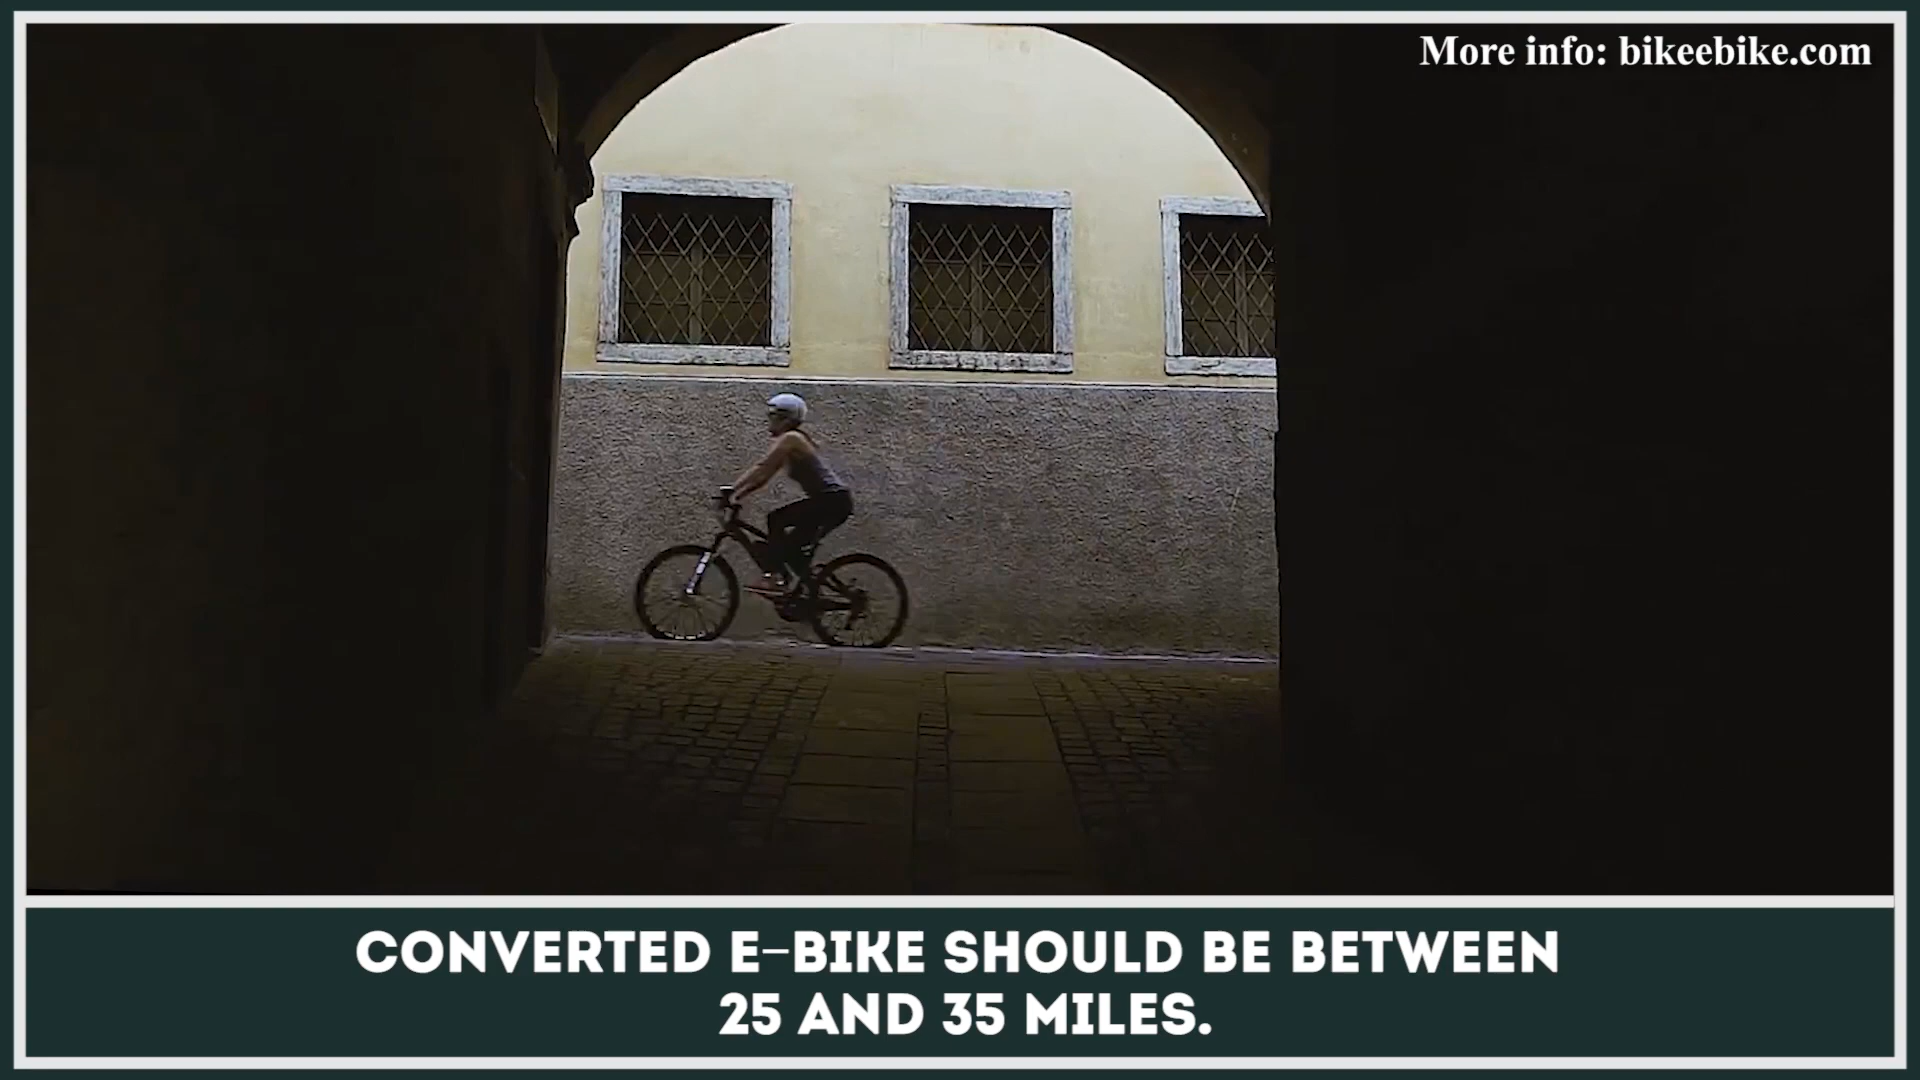 More info: bikeebike.com
CONVERTED E-BIKE SHOULD BE BETWEEN
25 AND 35 MILES.